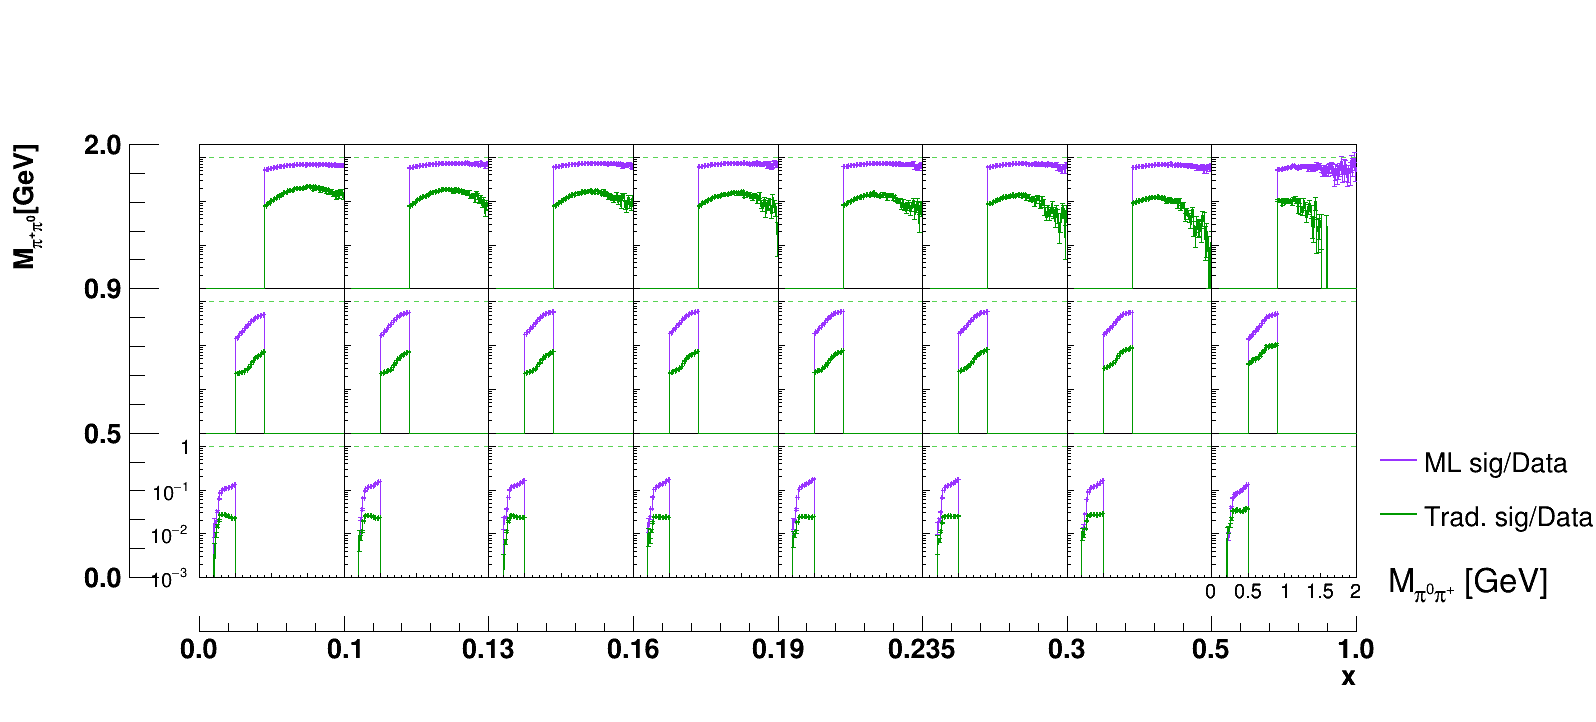 M_{π⁺π⁰}[GeV]
2.0
0.9
0.5
0.0
1
10⁻¹
10⁻²
10⁻³
ML sig/Data
Trad. sig/Data
0 0.5 1 1.5 2
M_{π⁰π⁺} [GeV]
0.0 0.1 0.13 0.16 0.19 0.235 0.3 0.5 1.0
x